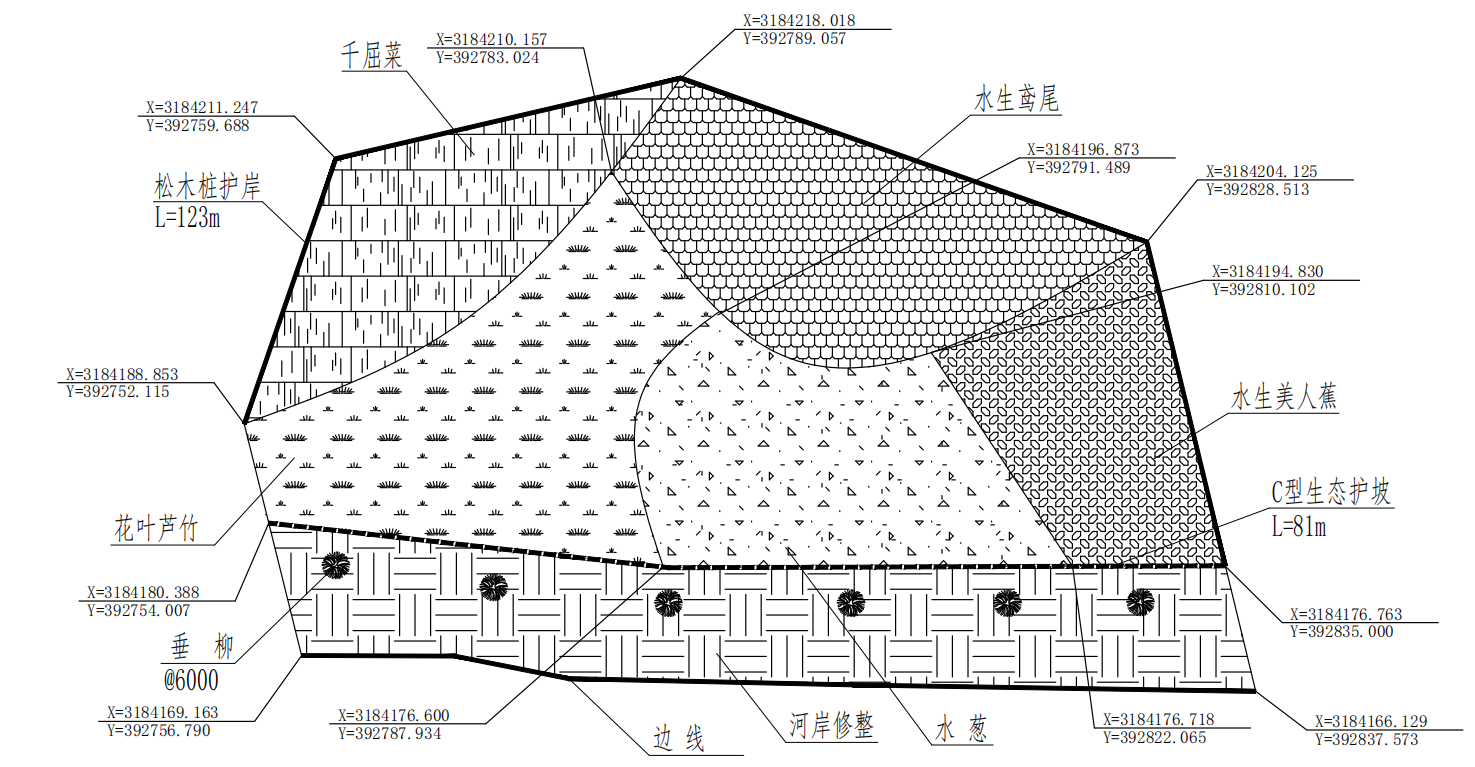 X=3184218.018
Y=392789.057
X=3184210.157
Y=392783.024
千屈菜
水生鸢尾
X=3184211.247
Y=392759.688
X=3184196.873
Y=392791.489
X=3184204.125
Y=392828.513
松木桩护岸
L=123m
X=3184194.830
Y=392810.102
X=3184188.853
Y=392752.115
水生美人蕉
C型生态护坡
L=81m
花叶芦竹
X=3184180.388
Y=392754.007
X=3184176.763
Y=392835.000
垂 柳
@6000
X=3184169.163
Y=392756.790
X=3184176.600
Y=392787.934
边 线
河岸修整
水 葱
X=3184176.718
Y=392822.065
X=3184166.129
Y=392837.573